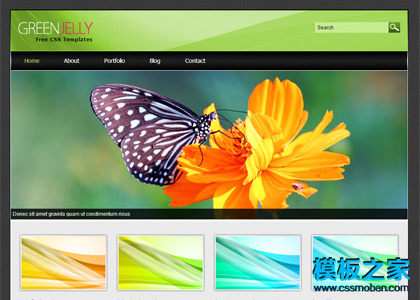 GREEN JELLY
Free CSS Templates
Search
Home About Portfolio Blog Contact
Donec sit amet gravida quam ut condimentum risus
模板之家
www.cssmoban.com